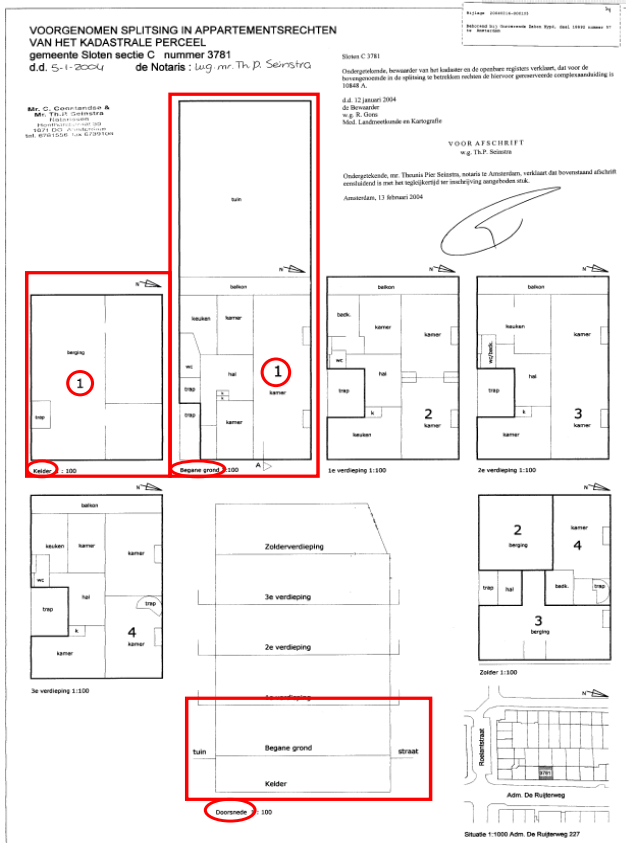 VOORGENOMEN SPLITSING IN APPARTEMENTSRECHTEN
VAN HET KADASTRALE PERCEEL
gemeente Sloten sectie C nummer 3781
d.d. 5-1-2004 de Notaris : w.g. mr. Th. P. Seinstra
Mr. C. Constandse &
Mr. Th.P. Seinstra
Notarissen
Sloten C 3781
Ondergetekende, bewaarder van het kadaster en de openbare registers verklaart, dat voor de
bovengenoemde in de splitsing te betrekken rechten de hiervoor gereserveerde complexaanduiding is
10848 A.
d.d. 12 januari 2004
de Bewaarder
w.g. R. Gons
Med. Landmeetkunde en Kartografie
VOOR AFSCHRIFT
w.g. Th.P. Seinstra
Ondergetekende, mr. Theunis Pier Seinstra, notaris te Amsterdam, verklaart dat bovenstaand afschrift
eensluidend is met het tegelijkertijd ter inschrijving aangeboden stuk.
Amsterdam, 13 februari 2004
tuin
N
balkon
keuken
kamer
kamer
wc
hal
trap
k
k
trap
kamer
1
A
Begane grond 1:100
N
berging
1
trap
Kelder 1 : 100
N
balkon
badk.
kamer
kamer
wc
hal
trap
k
2
kamer
keuken
1e verdieping 1:100
N
balkon
keuken
kamer
wc/badk.
trap
k
3
kamer
kamer
2e verdieping 1:100
N
balkon
keuken
kamer
kamer
wc
hal
trap
trap
k
4
kamer
kamer
3e verdieping 1:100
Zolderverdieping
3e verdieping
2e verdieping
1e verdieping
tuin
Begane grond
straat
Kelder
Doorsnede 1 : 100
N
2
berging
kamer
4
trap
hal
badk.
trap
3
berging
Zolder 1:100
N
Roelantstraat
3781
Adm. De Ruijterweg
Situatie 1:1000 Adm. De Ruijterweg 227